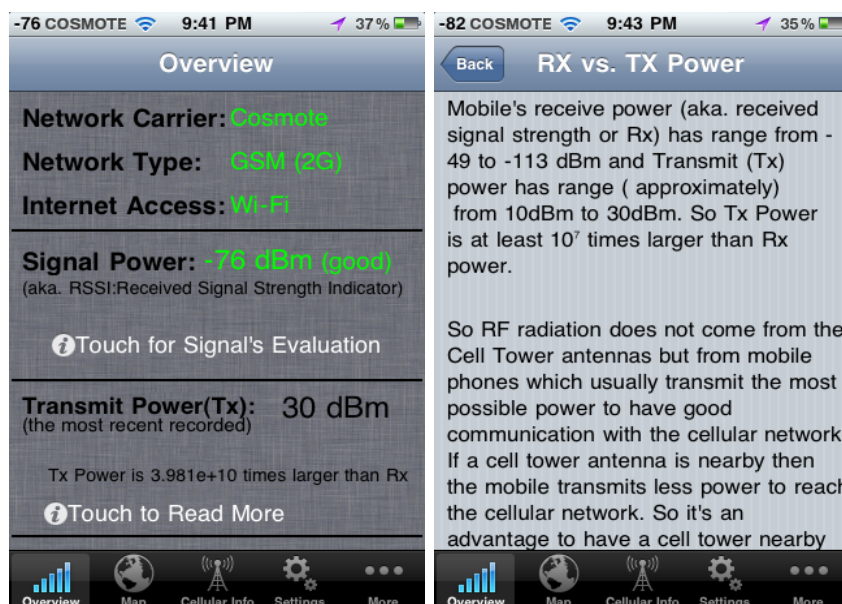 -76 COSMOTE 9:41 PM 37%
Overview
Network Carrier: Cosmote
Network Type: GSM (2G)
Internet Access: Wi-Fi
Signal Power: -76 dBm (good)
(aka. RSSI:Received Signal Strength Indicator)
Touch for Signal's Evaluation
Transmit Power(Tx): 30 dBm
(the most recent recorded)
Tx Power is 3.981e+10 times larger than Rx
Touch to Read More
Overview Map Cellular Info Settings More
-82 COSMOTE 9:43 PM 35%
Back RX vs. TX Power
Mobile's receive power (aka. received
signal strength or Rx) has range from -
49 to -113 dBm and Transmit (Tx)
power has range ( approximately)
from 10dBm to 30dBm. So Tx Power
is at least 10⁷ times larger than Rx
power.
So RF radiation does not come from the
Cell Tower antennas but from mobile
phones which usually transmit the most
possible power to have good
communication with the cellular network
If a cell tower antenna is nearby then
the mobile transmits less power to reach
the cellular network. So it's an
advantage to have a cell tower nearby
Overview Map Cellular Info Settings More